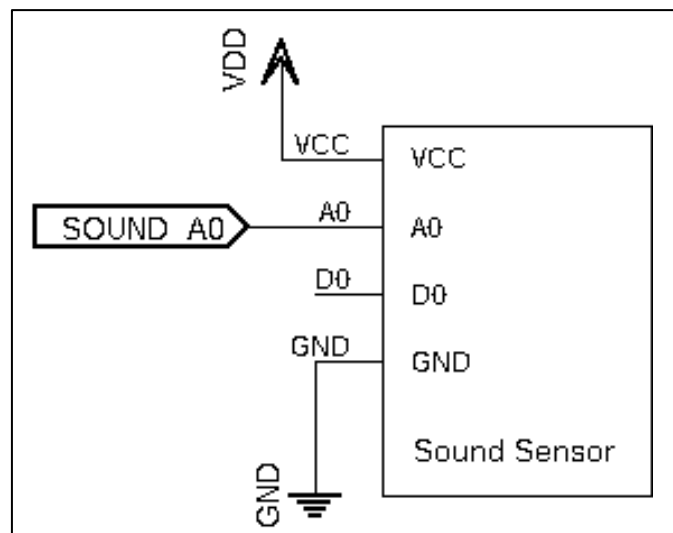 VDD
VCC VCC
SOUND A0 A0 A0
D0 D0
GND GND
Sound Sensor
GND